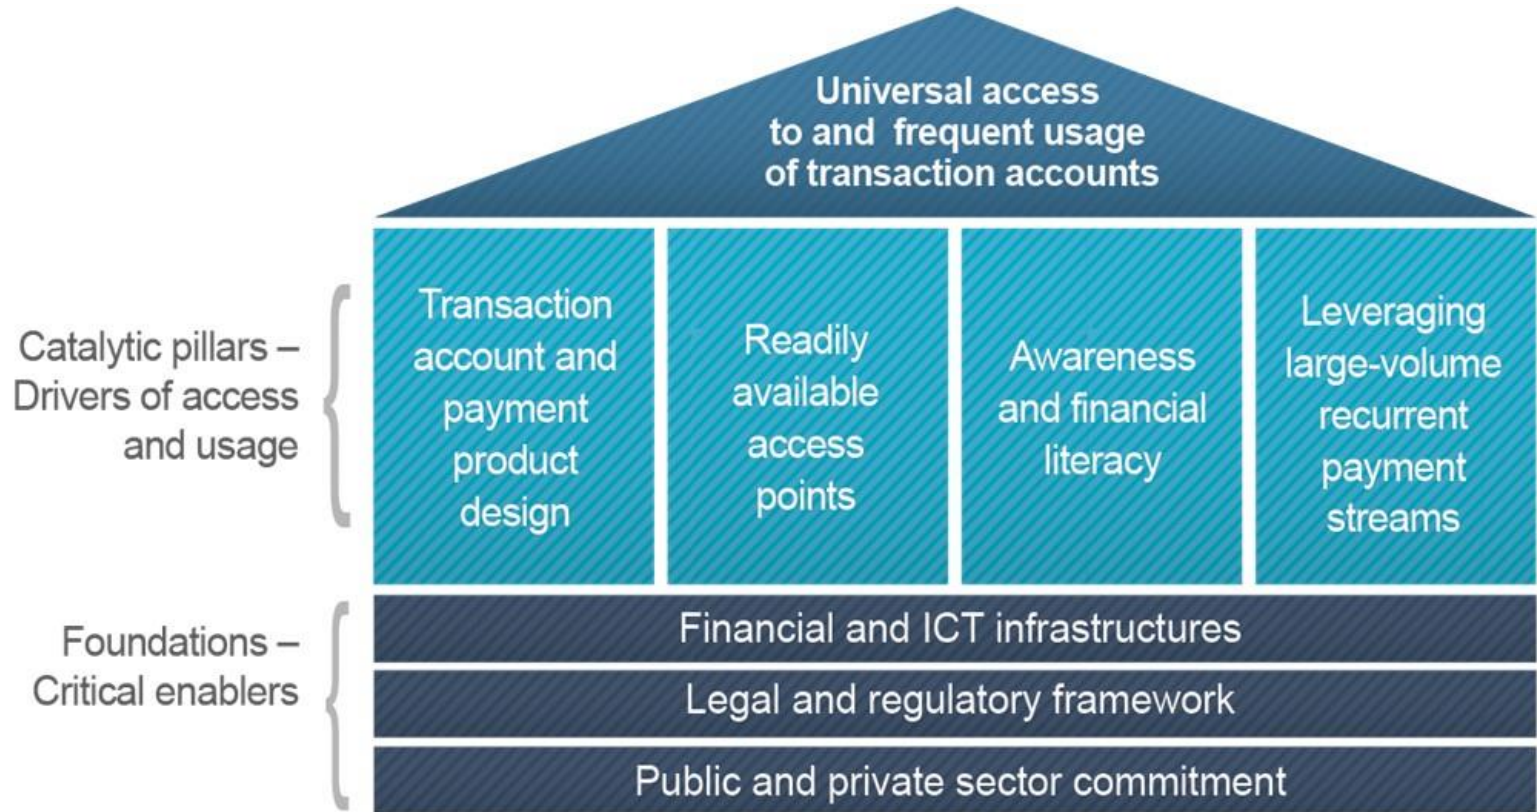 Universal access
to and frequent usage
of transaction accounts
Catalytic pillars –
Drivers of access
and usage
Transaction
account and
payment
product
design
Readily
available
access
points
Awareness
and financial
literacy
Leveraging
large-volume
recurrent
payment
streams
Foundations –
Critical enablers
Financial and ICT infrastructures
Legal and regulatory framework
Public and private sector commitment